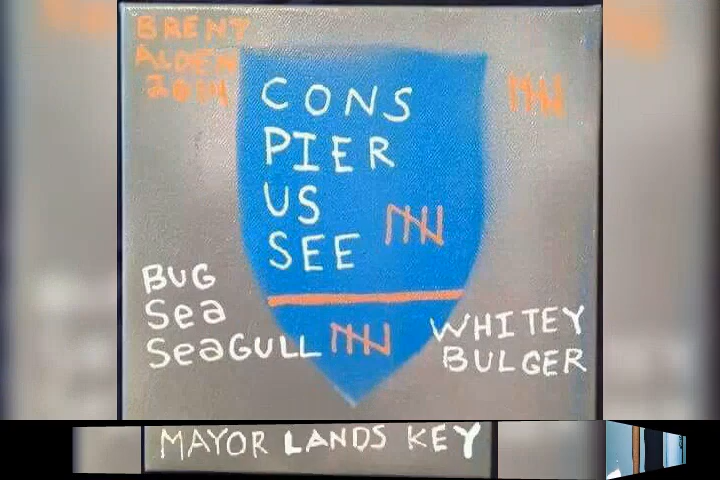 BRENT
ALDEN
2014
CONS
PIER
US
SEE
BUG
Sea
SeaGULL
WHITEY
BULGER
MAYOR LANDS KEY